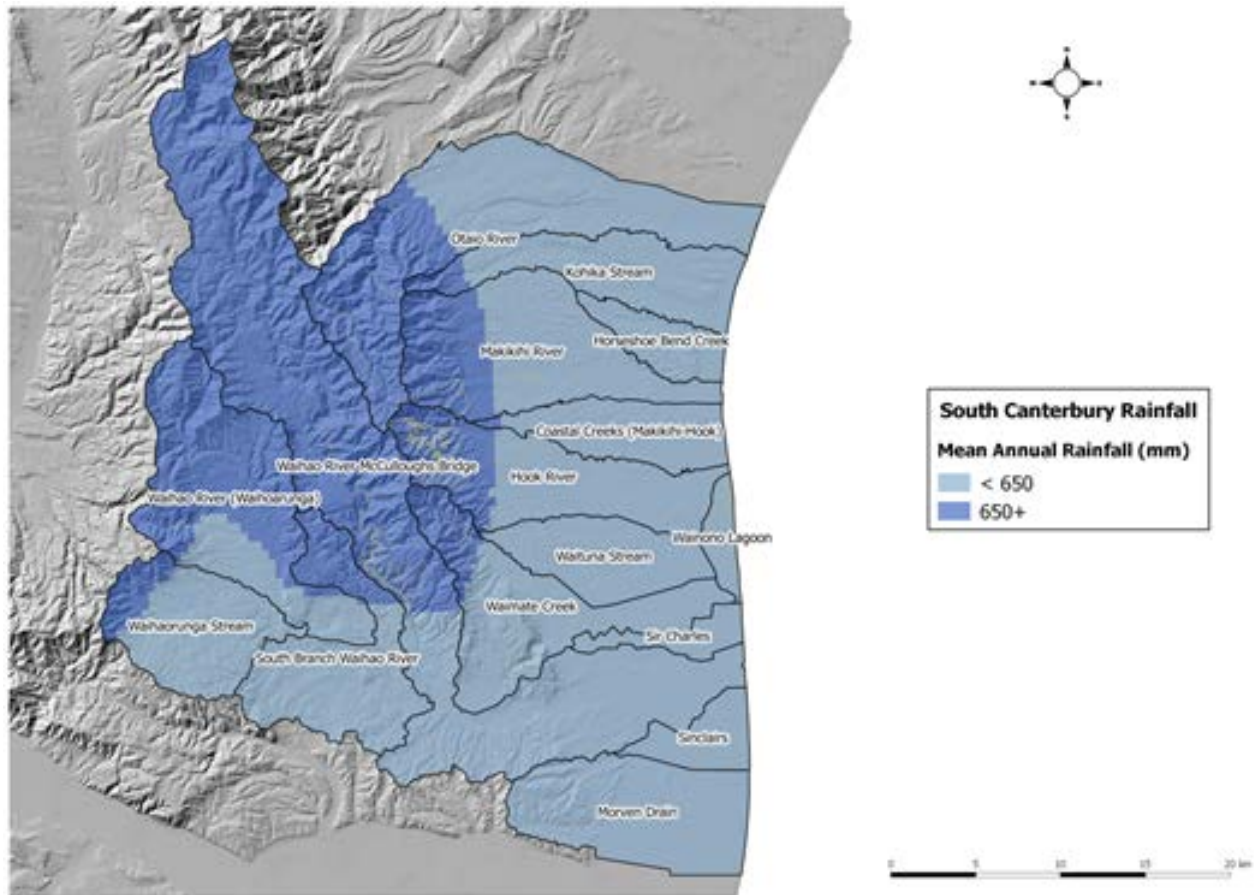 Otaio River
Kohika Stream
Horseshoe Bend Creek
Makikihi River
Coastal Creeks (Makikihi-Hook)
Waihao River McCulloughs Bridge
Hook River
Waihao River (Waihoarunga)
Wainono Lagoon
Waituna Stream
Waimate Creek
Waihaorunga Stream
Sir Charles
South Branch Waihao River
Sinclairs
Morven Drain
South Canterbury Rainfall
Mean Annual Rainfall (mm)
< 650
650+
0 5 10 15 20 km